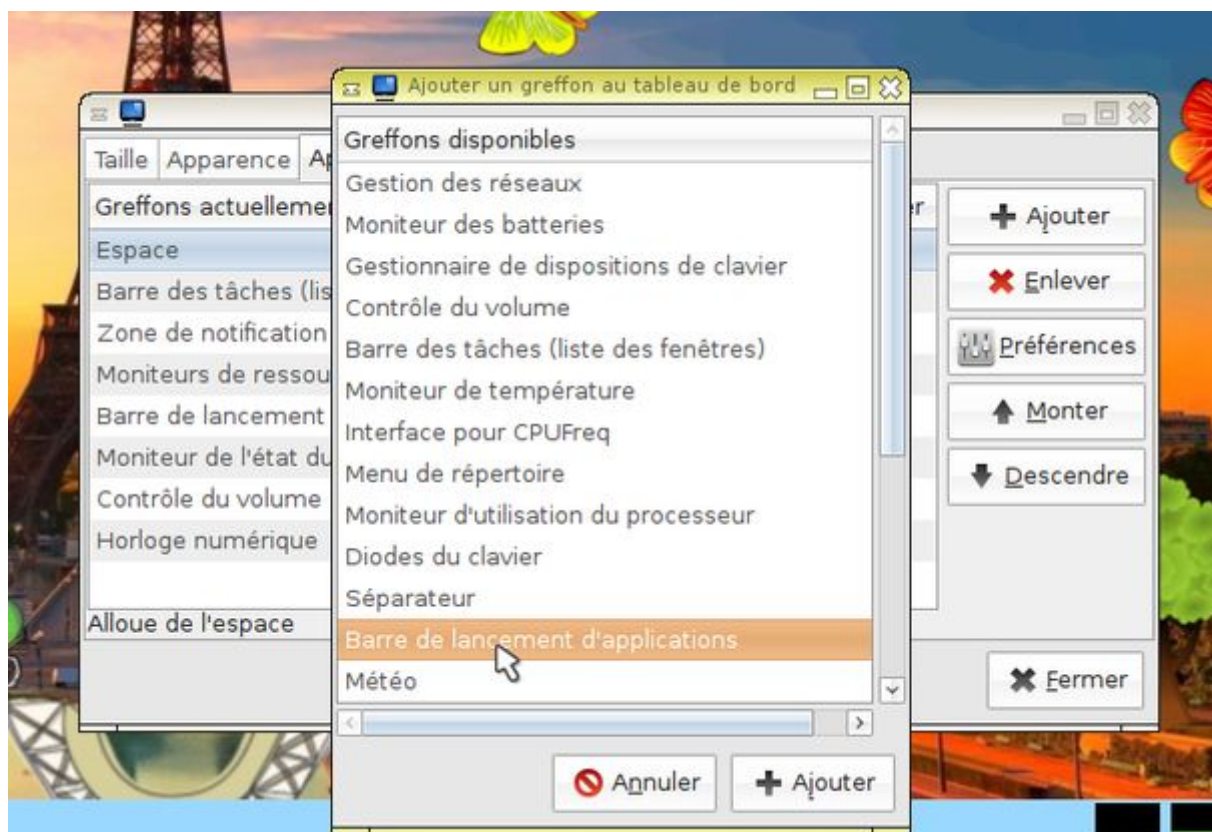 Ajouter un greffon au tableau de bord
Taille Apparence
Greffons actuellement
Espace
Barre des tâches
Zone de notification
Moniteurs de
Barre de lancement
Moniteur de l'état du
Contrôle du volume
Horloge numérique
Alloue de l'espace
Greffons disponibles
Gestion des réseaux
Moniteur des batteries
Gestionnaire de dispositions de clavier
Contrôle du volume
Barre des tâches (liste des fenêtres)
Moniteur de température
Interface pour CPUFreq
Menu de répertoire
Moniteur d'utilisation du processeur
Diodes du clavier
Séparateur
Barre de lancement d'applications
Météo
Annuler
Ajouter
Ajouter
Enlever
Préférences
Monter
Descendre
Fermer